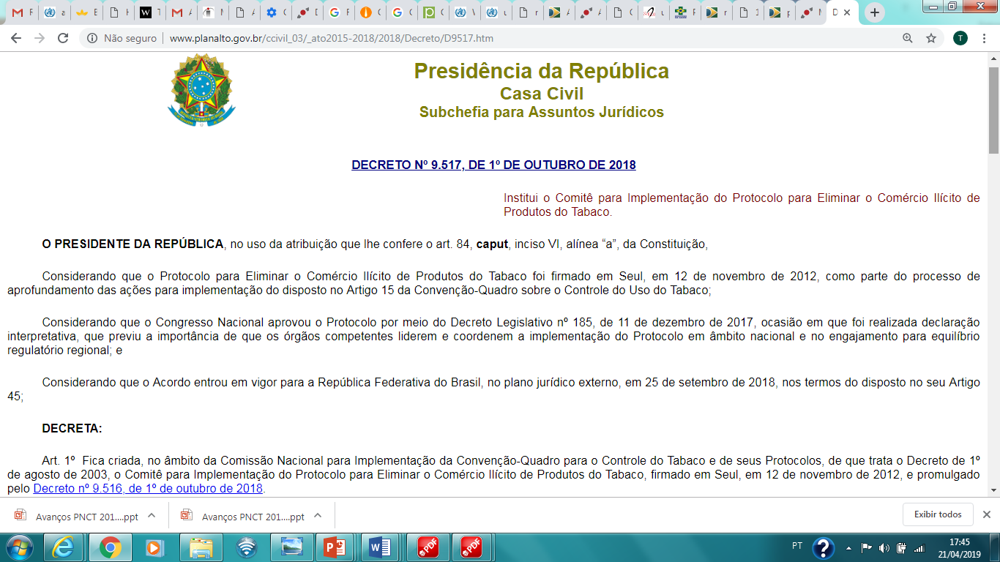 Não seguro | www.planalto.gov.br/ccivil_03/_ato2015-2018/2018/Decreto/D9517.htm
T
Presidência da República
Casa Civil
Subchefia para Assuntos Jurídicos
DECRETO Nº 9.517, DE 1º DE OUTUBRO DE 2018
Institui o Comitê para Implementação do Protocolo para Eliminar o Comércio Ilícito de
Produtos do Tabaco.
O PRESIDENTE DA REPÚBLICA, no uso da atribuição que lhe confere o art. 84, caput, inciso VI, alínea “a”, da Constituição,
Considerando que o Protocolo para Eliminar o Comércio Ilícito de Produtos do Tabaco foi firmado em Seul, em 12 de novembro de 2012, como parte do processo de
aprofundamento das ações para implementação do disposto no Artigo 15 da Convenção-Quadro sobre o Controle do Uso do Tabaco;
Considerando que o Congresso Nacional aprovou o Protocolo por meio do Decreto Legislativo nº 185, de 11 de dezembro de 2017, ocasião em que foi realizada declaração
interpretativa, que previu a importância de que os órgãos competentes liderem e coordenem a implementação do Protocolo em âmbito nacional e no engajamento para equilíbrio
regulatório regional; e
Considerando que o Acordo entrou em vigor para a República Federativa do Brasil, no plano jurídico externo, em 25 de setembro de 2018, nos termos do disposto no seu Artigo
45;
DECRETA:
Art. 1º Fica criada, no âmbito da Comissão Nacional para Implementação da Convenção-Quadro para o Controle do Tabaco e de seus Protocolos, de que trata o Decreto de 1º
de agosto de 2003, o Comitê para Implementação do Protocolo para Eliminar o Comércio Ilícito de Produtos do Tabaco, firmado em Seul, em 12 de novembro de 2012, e promulgado
pelo Decreto nº 9.516, de 1º de outubro de 2018.
Avanços PNCT 201....ppt
Avanços PNCT 201....ppt
Exibir todos
PT
17:45
21/04/2019